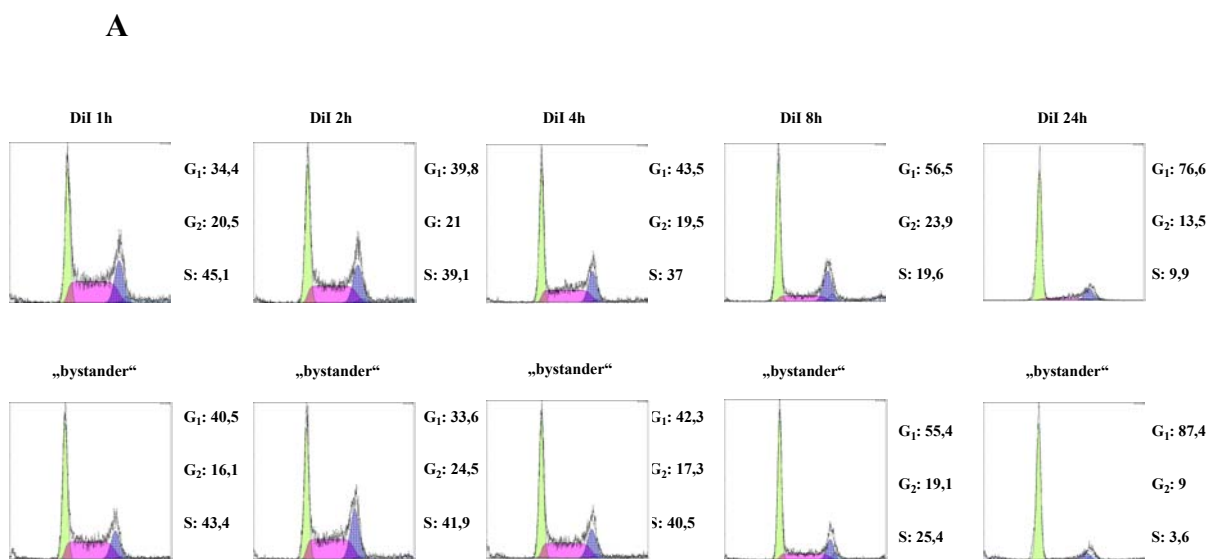 A
DiI 1h
G₁: 34,4
G₂: 20,5
S: 45,1
DiI 2h
G₁: 39,8
G: 21
S: 39,1
DiI 4h
G₁: 43,5
G₂: 19,5
S: 37
DiI 8h
G₁: 56,5
G₂: 23,9
S: 19,6
DiI 24h
G₁: 76,6
G₂: 13,5
S: 9,9
„bystander“
G₁: 40,5
G₂: 16,1
S: 43,4
„bystander“
G₁: 33,6
G₂: 24,5
S: 41,9
„bystander“
G₁: 42,3
G₂: 17,3
S: 40,5
„bystander“
G₁: 55,4
G₂: 19,1
S: 25,4
„bystander“
G₁: 87,4
G₂: 9
S: 3,6